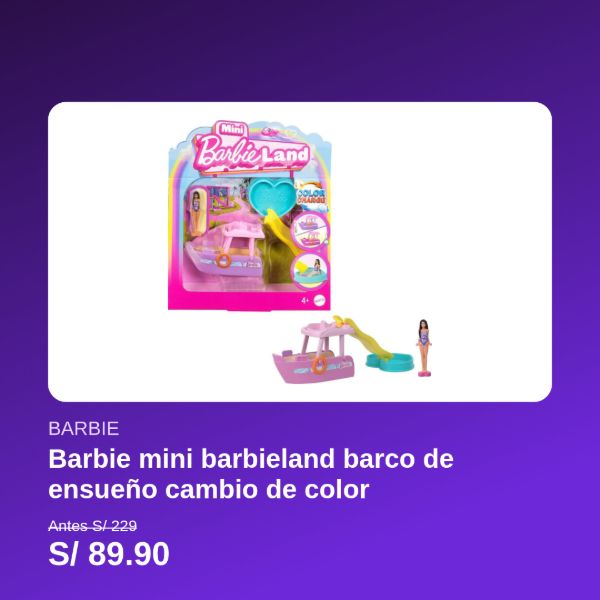 Mini
Barbie Land
COLOR
CHANGE
4+
BARBIE
Barbie mini barbieland barco de
ensueño cambio de color
Antes S/ 229
S/ 89.90